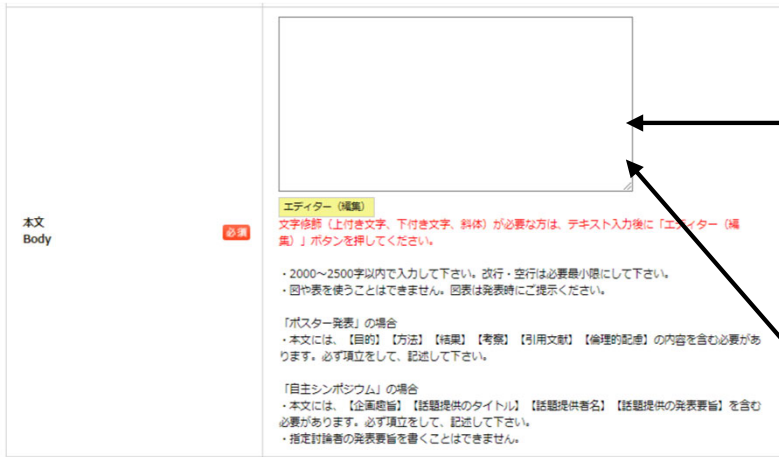 エディター（編集）
文字修飾（上付き文字、下付き文字、斜体）が必要な方は、テキスト入力後に「エディター（編
集）」ボタンを押してください。
本文
Body
必須
・2000～2500字以内で入力して下さい。改行・空行は必要最小限にして下さい。
・図や表を使うことはできません。図表は発表時にご提示ください。
「ポスター発表」の場合
・本文には、【目的】【方法】【結果】【考察】【引用文献】【倫理的配慮】の内容を含む必要があ
ります。必ず項立をして、記述して下さい。
「自主シンポジウム」の場合
・本文には、【企画趣旨】【話題提供のタイトル】【話題提供者名】【話題提供の発表要旨】を含む
必要があります。必ず項立をして、記述して下さい。
・指定討論者の発表要旨を書くことはできません。